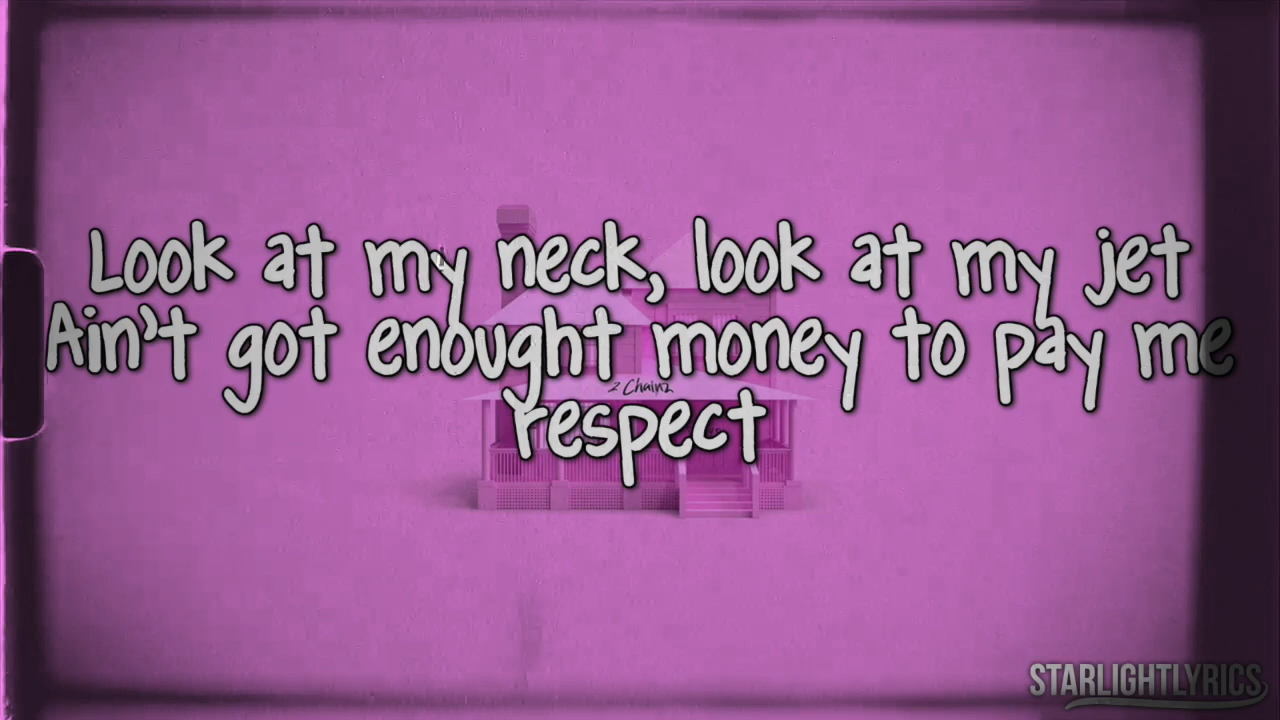 Look at my neck, look at my jet
Ain't got enought money to pay me
2 Chainz
respect
STARLIGHTLYRICS